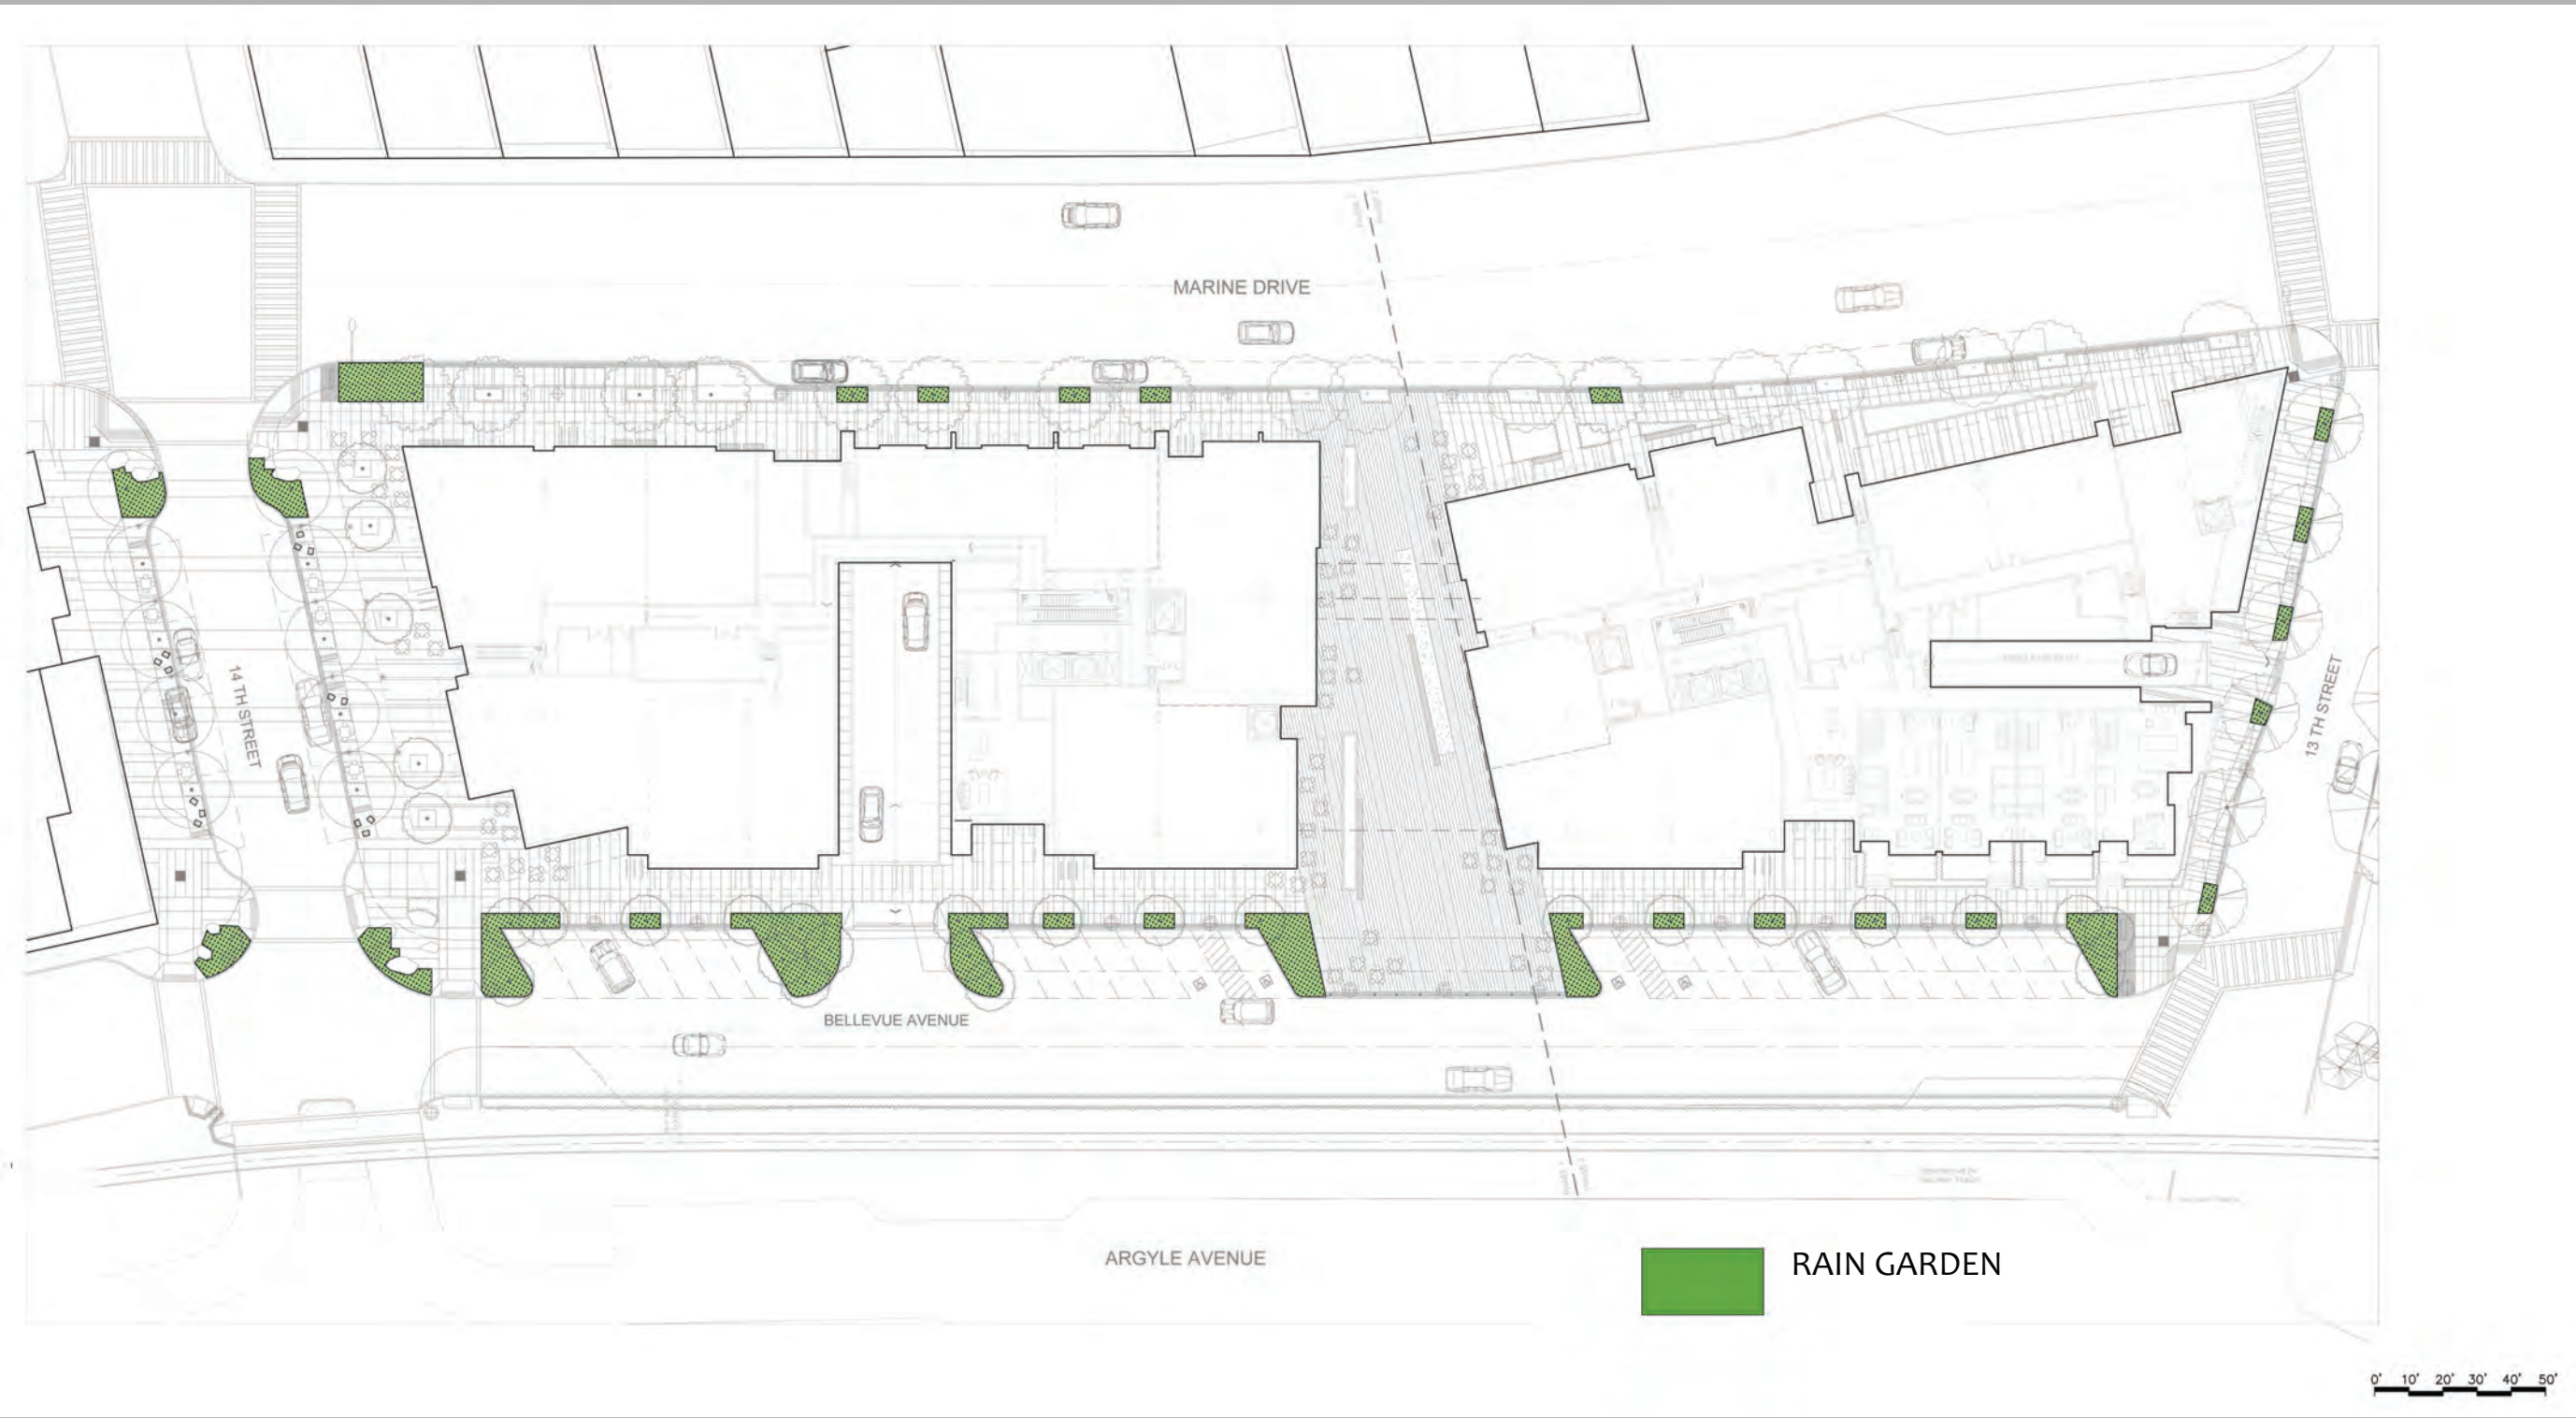 MARINE DRIVE
14 TH STREET
13 TH STREET
BELLEVUE AVENUE
ARGYLE AVENUE
RAIN GARDEN
0' 10' 20' 30' 40' 50'